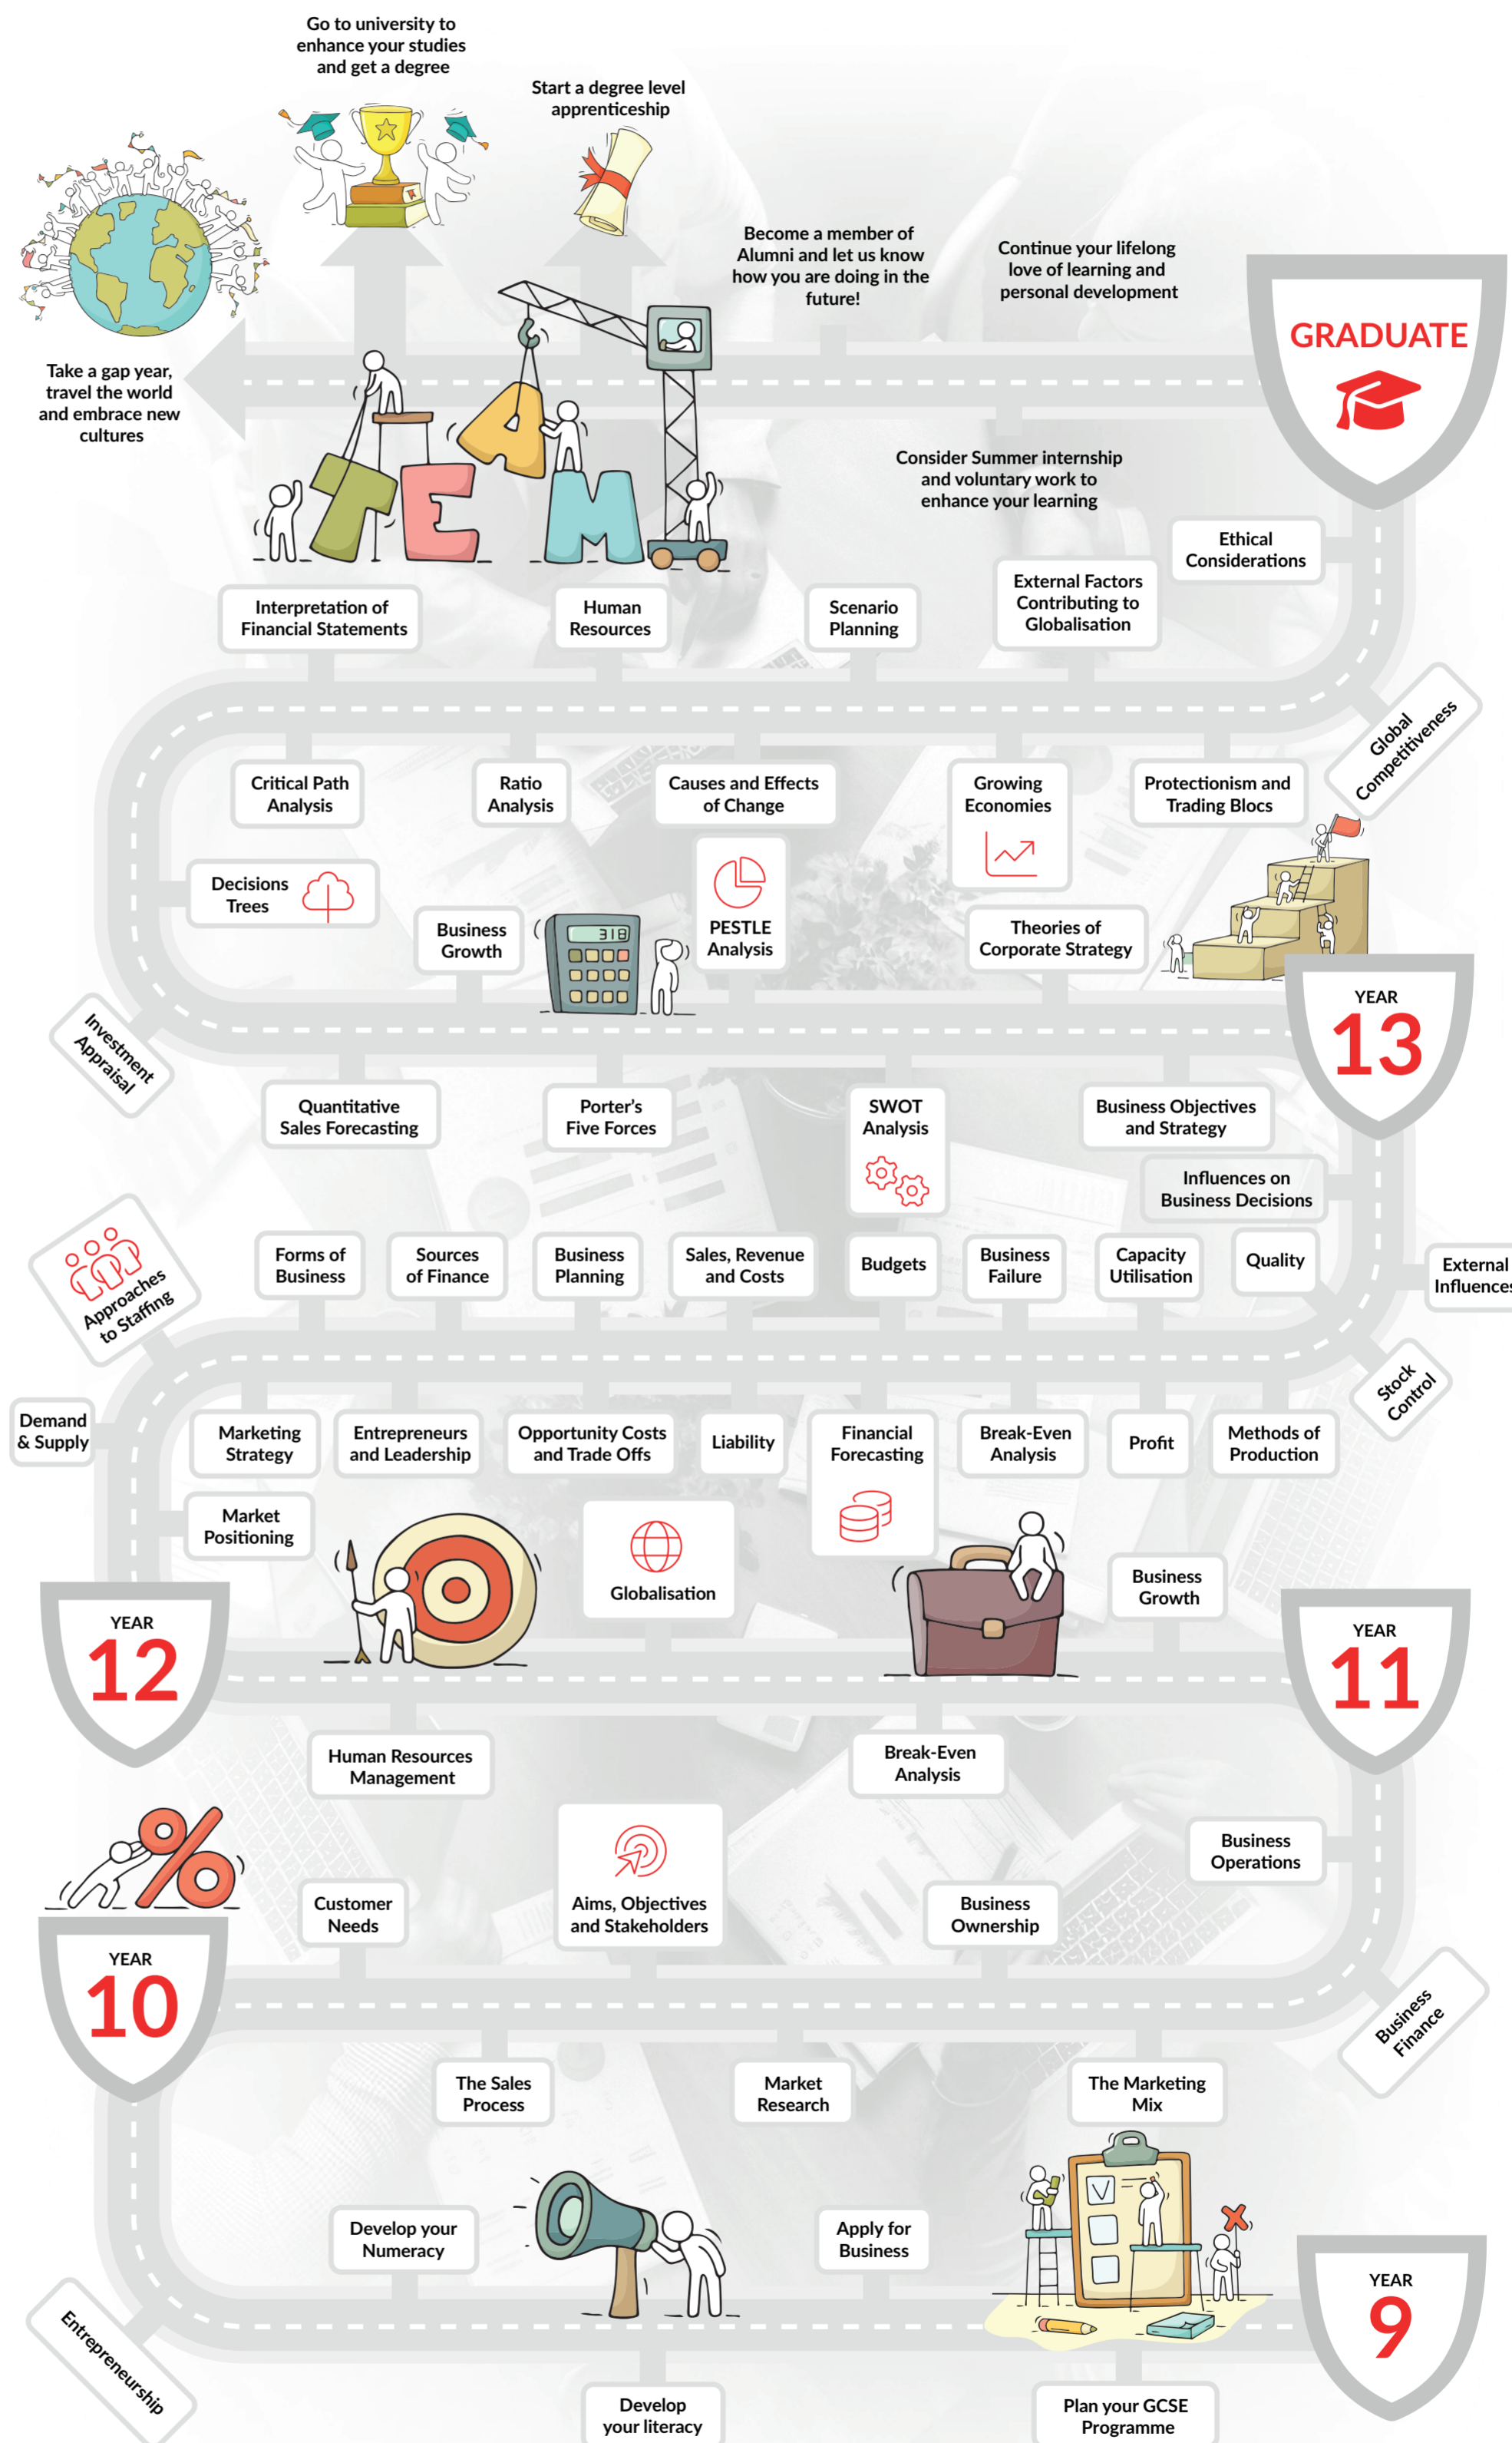 Go to university to
enhance your studies
and get a degree
Start a degree level
apprenticeship
Become a member of
Alumni and let us know
how you are doing in the
future!
Continue your lifelong
love of learning and
personal development
GRADUATE
Take a gap year,
travel the world
and embrace new
cultures
TEAM
Consider Summer internship
and voluntary work to
enhance your learning
Ethical
Considerations
Interpretation of
Financial Statements
Human
Resources
Scenario
Planning
External Factors
Contributing to
Globalisation
Global
Competitiveness
Critical Path
Analysis
Ratio
Analysis
Causes and Effects
of Change
Growing
Economies
Protectionism and
Trading Blocs
Decisions
Trees
Business
Growth
318
PESTLE
Analysis
Theories of
Corporate Strategy
YEAR
13
Investment
Appraisal
Quantitative
Sales Forecasting
Porter's
Five Forces
SWOT
Analysis
Business Objectives
and Strategy
Influences on
Business Decisions
Approaches
to Staffing
Forms of
Business
Sources
of Finance
Business
Planning
Sales, Revenue
and Costs
Budgets
Business
Failure
Capacity
Utilisation
Quality
External
Influences
Stock
Control
Demand
& Supply
Marketing
Strategy
Entrepreneurs
and Leadership
Opportunity Costs
and Trade Offs
Liability
Financial
Forecasting
Break-Even
Analysis
Profit
Methods of
Production
Market
Positioning
Globalisation
Business
Growth
YEAR
12
YEAR
11
Human Resources
Management
Break-Even
Analysis
Business
Operations
%
Customer
Needs
Aims, Objectives
and Stakeholders
Business
Ownership
YEAR
10
Business
Finance
The Sales
Process
Market
Research
The Marketing
Mix
Develop your
Numeracy
Apply for
Business
YEAR
9
Entrepreneurship
Develop
your literacy
Plan your GCSE
Programme